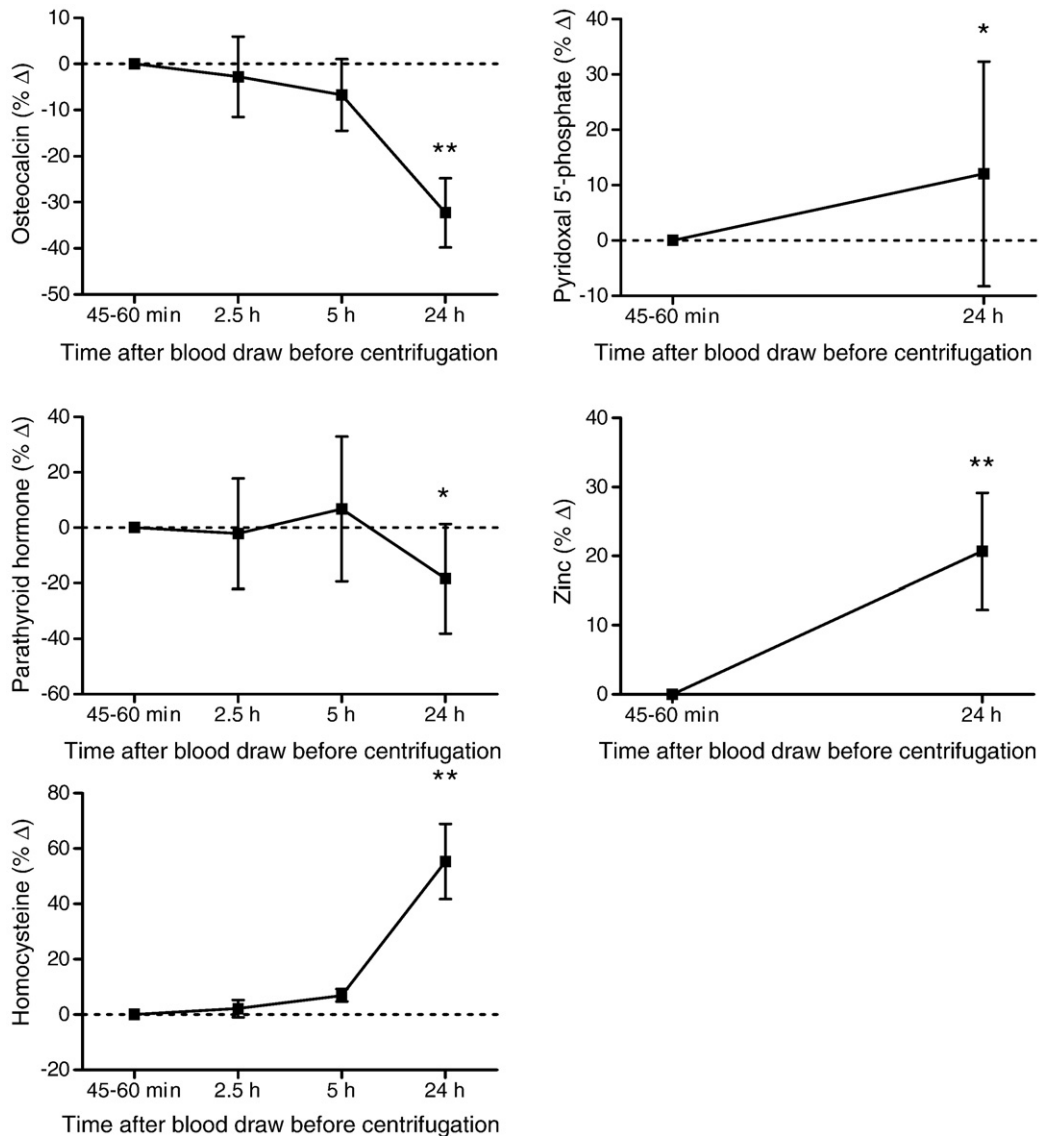 Osteocalcin (% Δ)
10
0
-10
-20
-30
-40
-50
**
45-60 min 2.5 h 5 h 24 h
Time after blood draw before centrifugation
Pyridoxal 5'-phosphate (% Δ)
40
30
20
10
0
-10
*
45-60 min 24 h
Time after blood draw before centrifugation
Parathyroid hormone (% Δ)
40
20
0
-20
-40
-60
*
45-60 min 2.5 h 5 h 24 h
Time after blood draw before centrifugation
Zinc (% Δ)
40
30
20
10
0
**
45-60 min 24 h
Time after blood draw before centrifugation
Homocysteine (% Δ)
80
60
40
20
0
-20
**
45-60 min 2.5 h 5 h 24 h
Time after blood draw before centrifugation